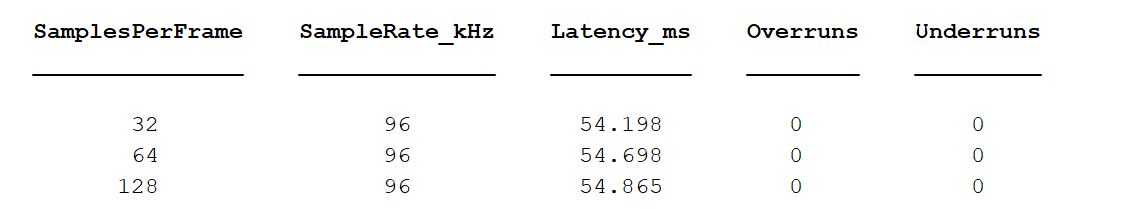 SamplesPerFrame SampleRate_kHz Latency_ms Overruns Underruns
32 96 54.198 0 0
64 96 54.698 0 0
128 96 54.865 0 0